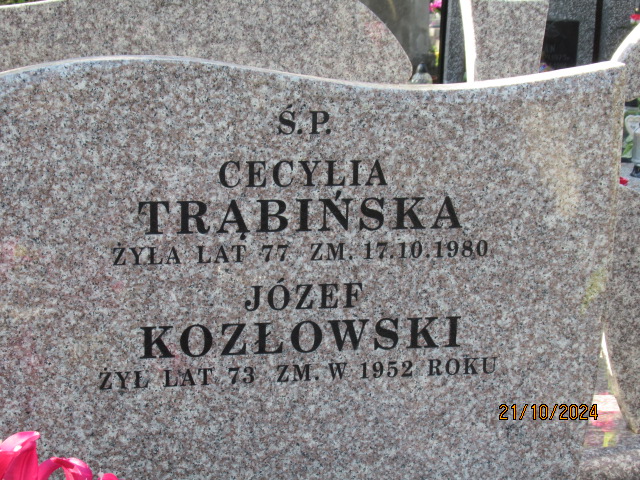 Ś.P.
CECYLIA
TRĄBIŃSKA
ŻYŁA LAT 77 ZM. 17.10.1980
JÓZEF
KOZŁOWSKI
ŻYŁ LAT 73 ZM. W 1952 ROKU
21/10/2024